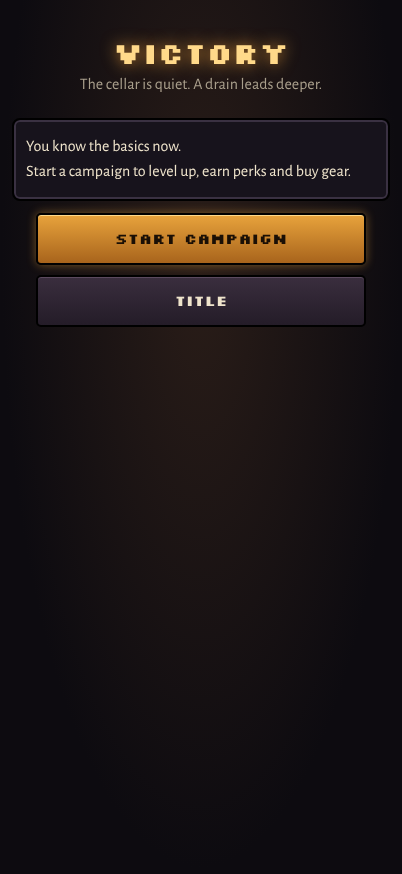 VICTORY
The cellar is quiet. A drain leads deeper.
You know the basics now.
Start a campaign to level up, earn perks and buy gear.
START CAMPAIGN
TITLE